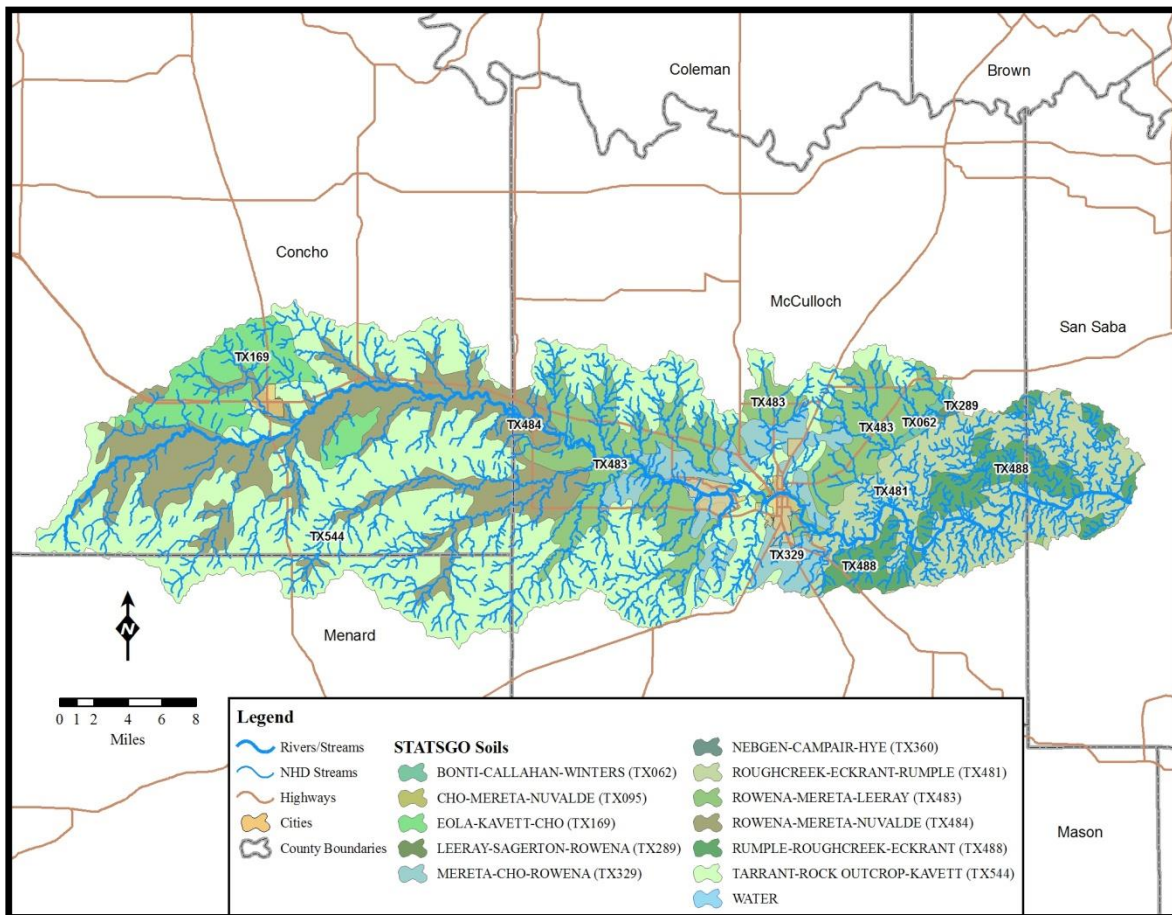 Coleman
Brown
Concho
McCulloch
San Saba
TX169
TX483
TX289
TX484
TX483
TX062
TX483
TX488
TX481
TX544
TX329
TX488
N
Menard
0 1 2 4 6 8
Miles
Mason
Legend
Rivers/Streams
NHD Streams
Highways
Cities
County Boundaries
STATSGO Soils
BONTI-CALLAHAN-WINTERS (TX062)
CHO-MERETA-NUVALDE (TX095)
EOLA-KAVETT-CHO (TX169)
LEERAY-SAGERTON-ROWENA (TX289)
MERETA-CHO-ROWENA (TX329)
NEBGEN-CAMPAIR-HYE (TX360)
ROUGHCREEK-ECKRANT-RUMPLE (TX481)
ROWENA-MERETA-LEERAY (TX483)
ROWENA-MERETA-NUVALDE (TX484)
RUMPLE-ROUGHCREEK-ECKRANT (TX488)
TARRANT-ROCK OUTCROP-KAVETT (TX544)
WATER